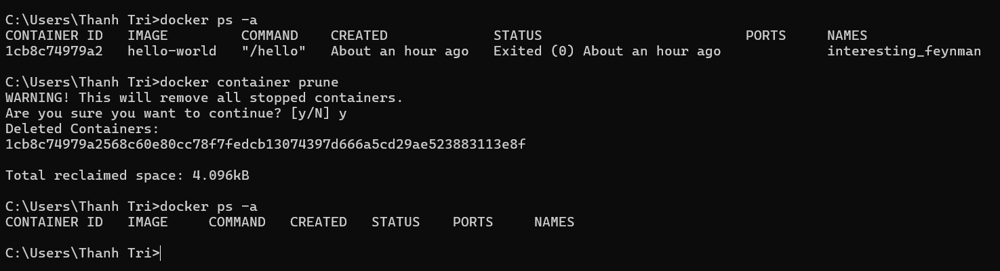 C:\Users\Thanh Tri>docker ps -a
CONTAINER ID   IMAGE         COMMAND    CREATED             STATUS                         PORTS     NAMES
1cb8c74979a2   hello-world   "/hello"   About an hour ago   Exited (0) About an hour ago             interesting_feynman
C:\Users\Thanh Tri>docker container prune
WARNING! This will remove all stopped containers.
Are you sure you want to continue? [y/N] y
Deleted Containers:
1cb8c74979a2568c60e80cc78f7fedcb13074397d666a5cd29ae523883113e8f
Total reclaimed space: 4.096kB
C:\Users\Thanh Tri>docker ps -a
CONTAINER ID   IMAGE     COMMAND   CREATED   STATUS    PORTS     NAMES
C:\Users\Thanh Tri>